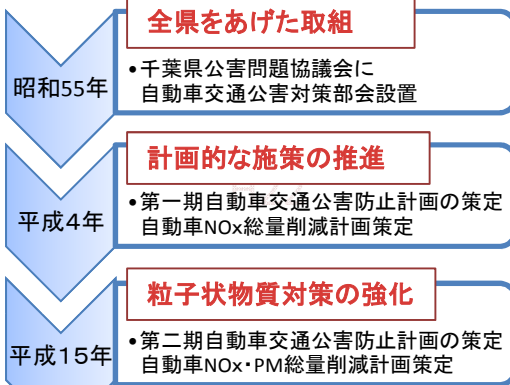 全県をあげた取組
昭和55年
•千葉県公害問題協議会に
自動車交通公害対策部会設置
計画的な施策の推進
平成4年
•第一期自動車交通公害防止計画の策定
自動車NOx総量削減計画策定
粒子状物質対策の強化
平成15年
•第二期自動車交通公害防止計画の策定
自動車NOx・PM総量削減計画策定